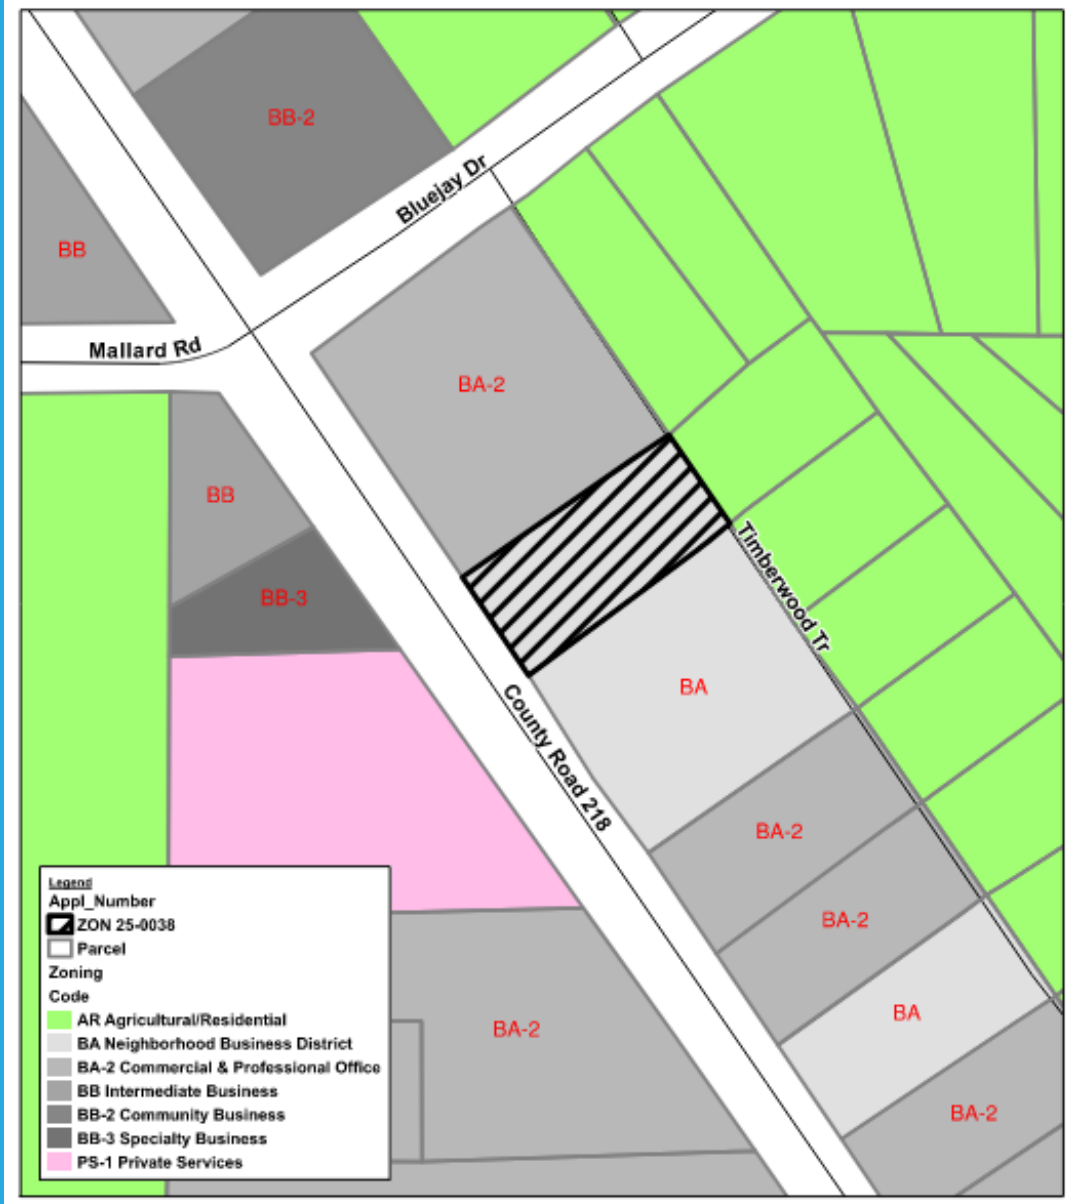 BB-2
Bluejay Dr
BB
Mallard Rd
BA-2
BB
BB-3
Timberwood Tr
BA
County Road 218
BA-2
BA-2
BA
BA-2
BA-2
Legend
Appl_Number
ZON 25-0038
Parcel
Zoning
Code
AR Agricultural/Residential
BA Neighborhood Business District
BA-2 Commercial & Professional Office
BB Intermediate Business
BB-2 Community Business
BB-3 Specialty Business
PS-1 Private Services